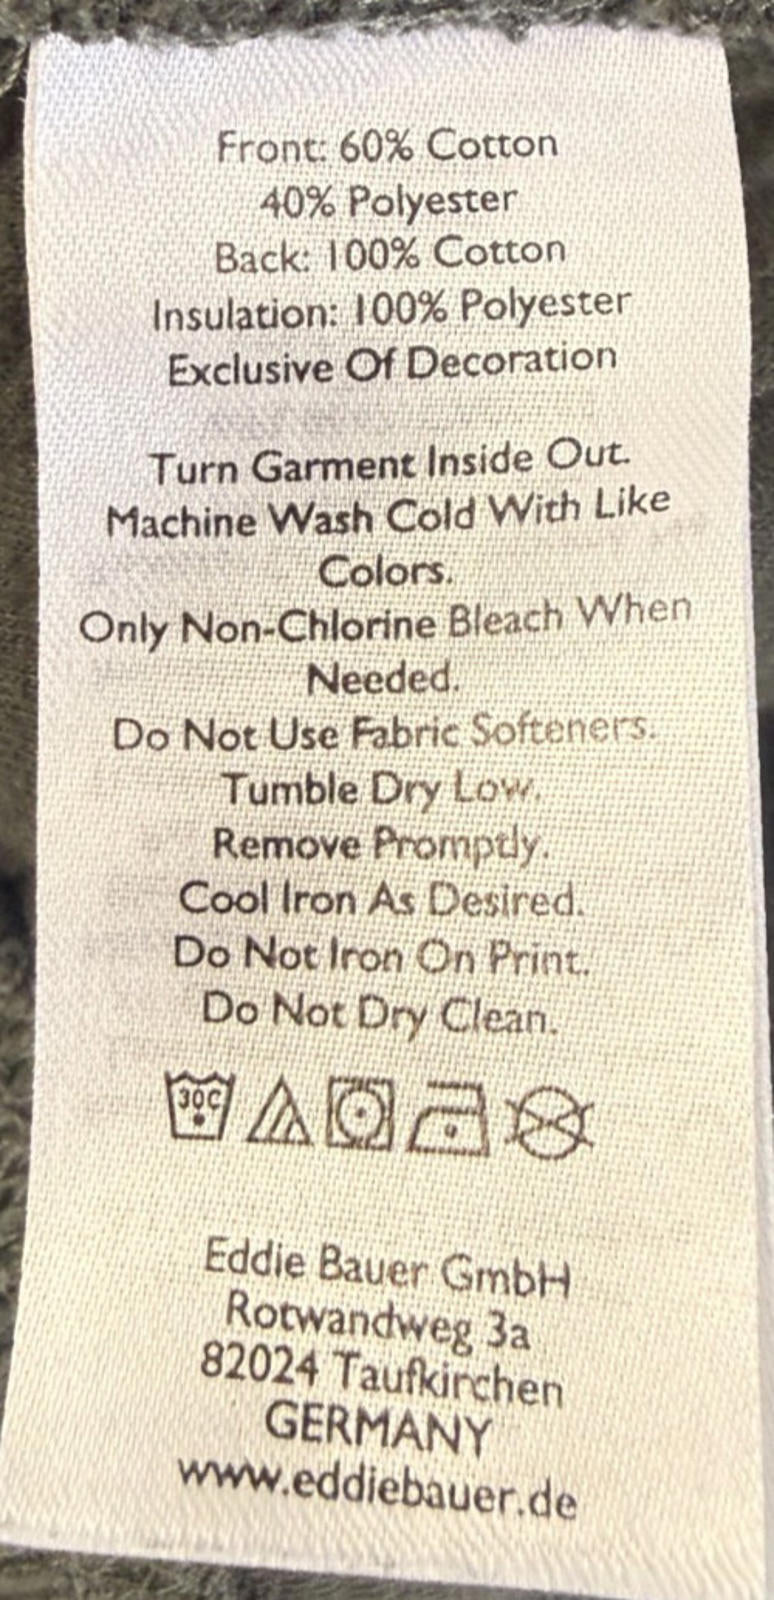 Front: 60% Cotton
40% Polyester
Back: 100% Cotton
Insulation: 100% Polyester
Exclusive Of Decoration
Turn Garment Inside Out.
Machine Wash Cold With Like
Colors.
Only Non-Chlorine Bleach When
Needed.
Do Not Use Fabric Softeners.
Tumble Dry Low.
Remove Promptly.
Cool Iron As Desired.
Do Not Iron On Print.
Do Not Dry Clean.
30C
Eddie Bauer GmbH
Rotwandweg 3a
82024 Taufkirchen
GERMANY
www.eddiebauer.de